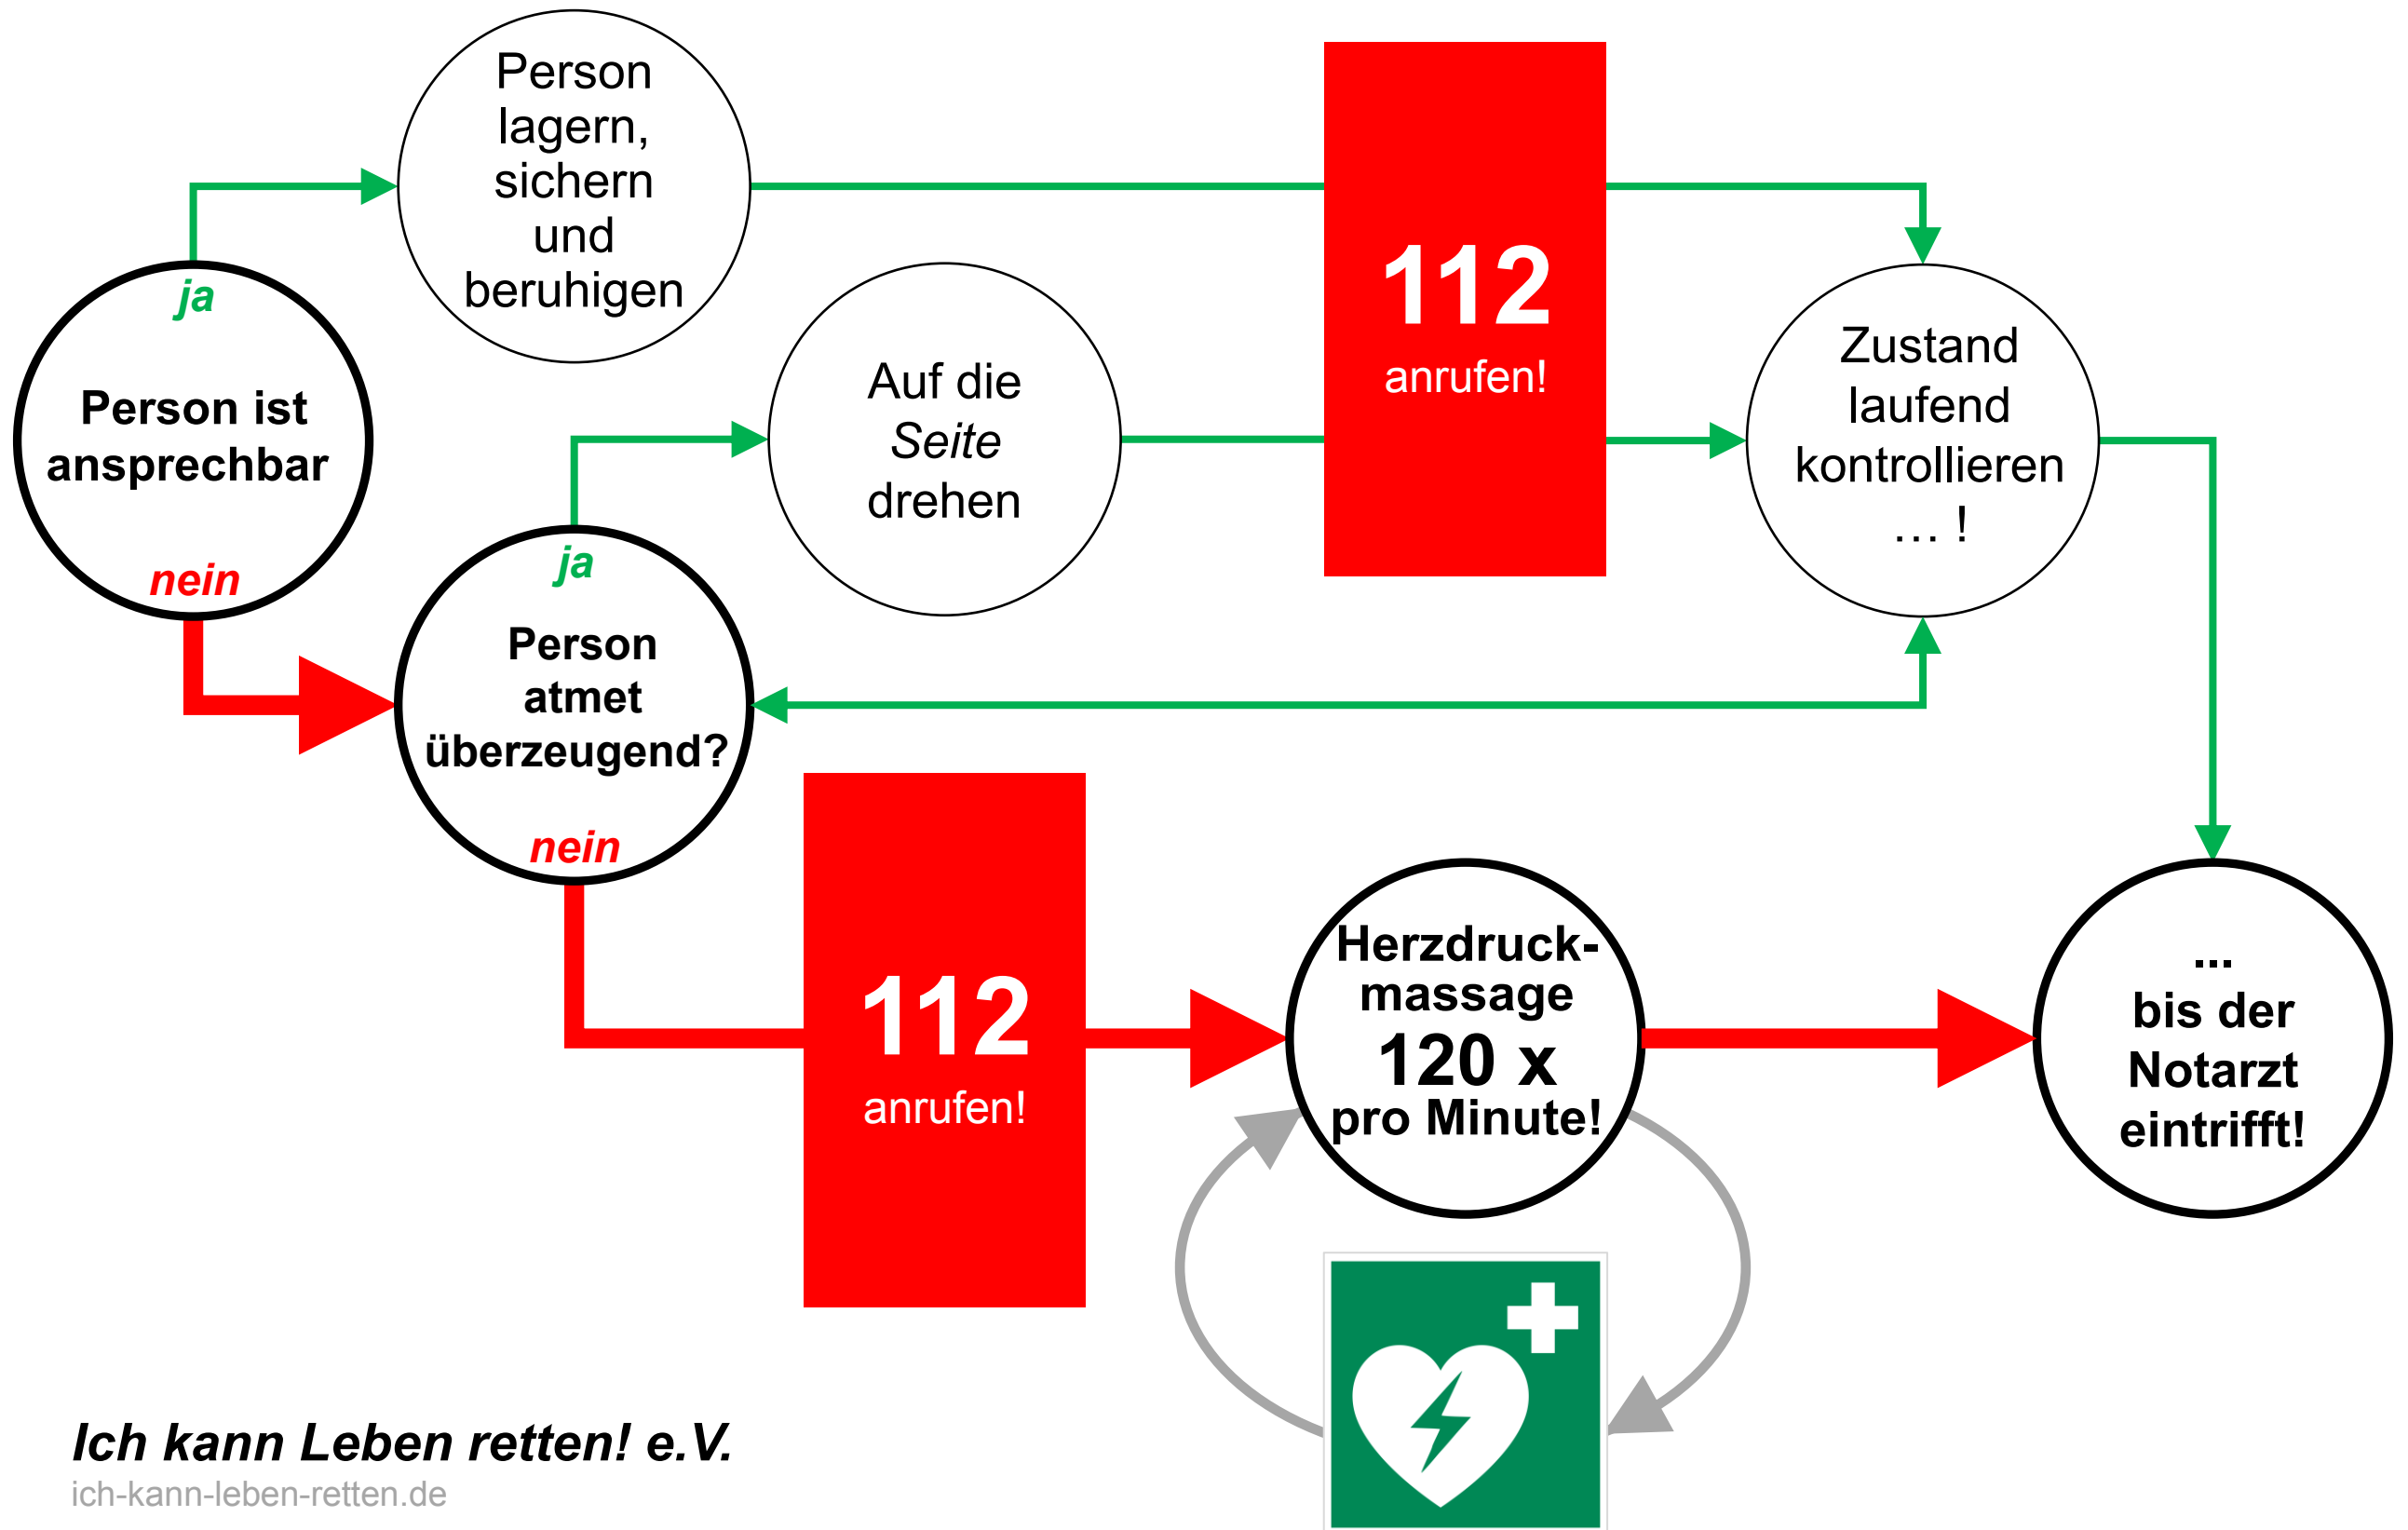 Person
lagern,
sichern
und
beruhigen
112
anrufen!
ja
Person ist
ansprechbar
nein
Auf die
Seite
drehen
Zustand
laufend
kontrollieren
… !
ja
Person
atmet
überzeugend?
nein
112
anrufen!
Herzdruck-
massage
120 x
pro Minute!
...
bis der
Notarzt
eintrifft!
Ich kann Leben retten! e.V.
ich-kann-leben-retten.de